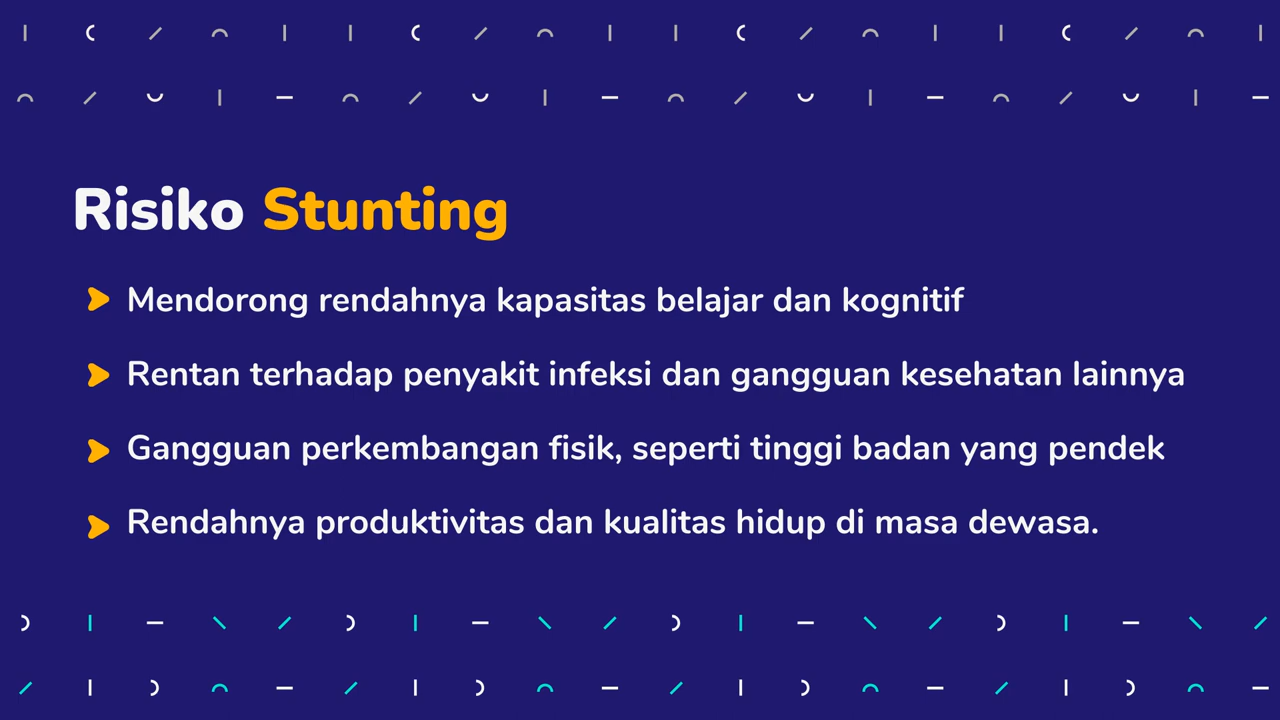 Risiko Stunting
Mendorong rendahnya kapasitas belajar dan kognitif
Rentan terhadap penyakit infeksi dan gangguan kesehatan lainnya
Gangguan perkembangan fisik, seperti tinggi badan yang pendek
Rendahnya produktivitas dan kualitas hidup di masa dewasa.